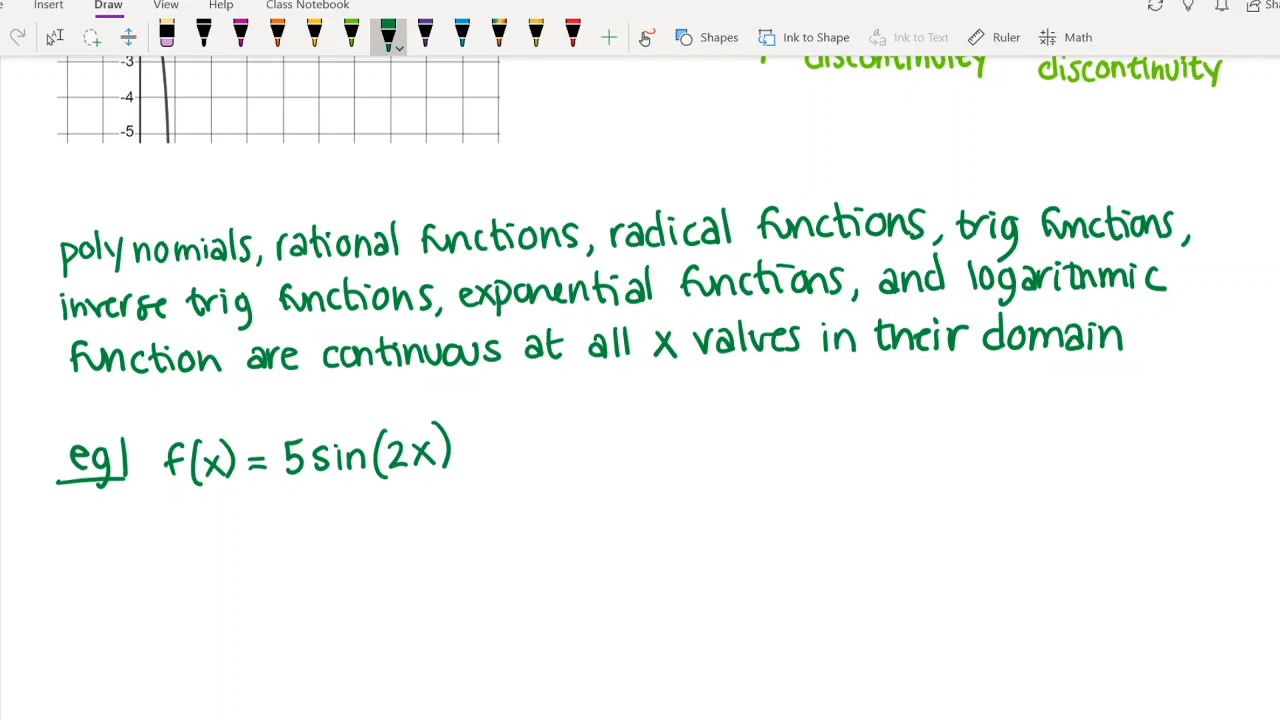 Insert Draw View Help Class Notebook Sha
Shapes Ink to Shape Ink to Text Ruler Math
-3
-4
-5
discontinuity
discontinuity
polynomials, rational functions, radical functions, trig functions,
inverse trig functions, exponential functions, and logarithmic
function are continuous at all x values in their domain
eg) f(x) = 5sin(2x)